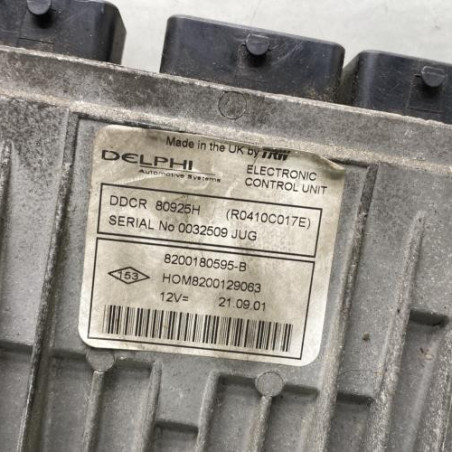 Made in the UK by TRW
DELPHI
Automotive Systems
ELECTRONIC
CONTROL UNIT
DDCR 80925H (R0410C017E)
SERIAL No 0032509 JUG
8200180595-B
153
HOM8200129063
12V= 21.09.01